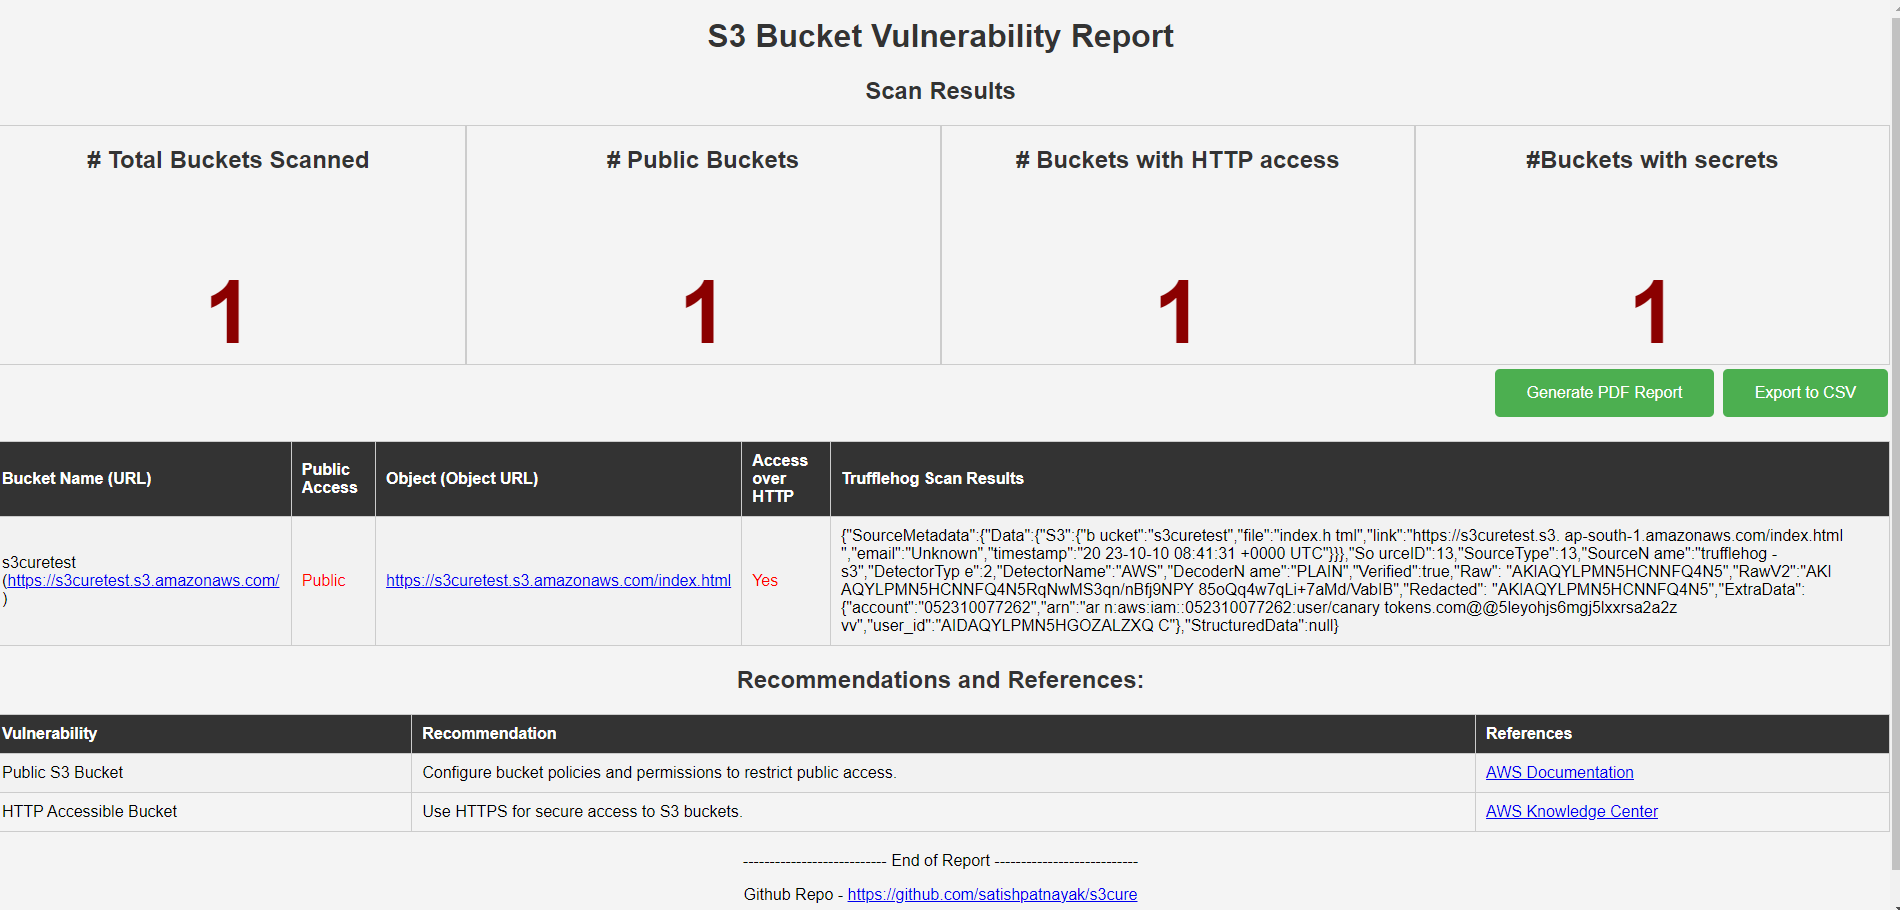 S3 Bucket Vulnerability Report
Scan Results
# Total Buckets Scanned
# Public Buckets
# Buckets with HTTP access
#Buckets with secrets
1
1
1
1
Generate PDF Report
Export to CSV
Bucket Name (URL)
Public
Access
Object (Object URL)
Access
over
HTTP
Trufflehog Scan Results
s3curetest
(https://s3curetest.s3.amazonaws.com/
)
Public
https://s3curetest.s3.amazonaws.com/index.html
Yes
{"SourceMetadata":{"Data":{"S3":{"b ucket":"s3curetest","file":"index.h tml","link":"https://s3curetest.s3. ap-south-1.amazonaws.com/index.html
","email":"Unknown","timestamp":"20 23-10-10 08:41:31 +0000 UTC"}}},"So urceID":13,"SourceType":13,"SourceN ame":"trufflehog -
s3","DetectorTyp e":2,"DetectorName":"AWS","DecoderN ame":"PLAIN","Verified":true,"Raw": "AKIAQYLPMN5HCNNFQ4N5","RawV2":"AKI
AQYLPMN5HCNNFQ4N5RqNwMS3qn/nBfj9NPY 85oQq4w7qLi+7aMd/VabIB","Redacted": "AKIAQYLPMN5HCNNFQ4N5","ExtraData":
{"account":"052310077262","arn":"ar n:aws:iam::052310077262:user/canary tokens.com@@5leyohjs6mgj5lxxrsa2a2z
vv","user_id":"AIDAQYLPMN5HGOZALZXQ C"},"StructuredData":null}
Recommendations and References:
Vulnerability
Recommendation
References
Public S3 Bucket
Configure bucket policies and permissions to restrict public access.
AWS Documentation
HTTP Accessible Bucket
Use HTTPS for secure access to S3 buckets.
AWS Knowledge Center
--------------------------- End of Report ---------------------------
Github Repo - https://github.com/satishpatnayak/s3cure